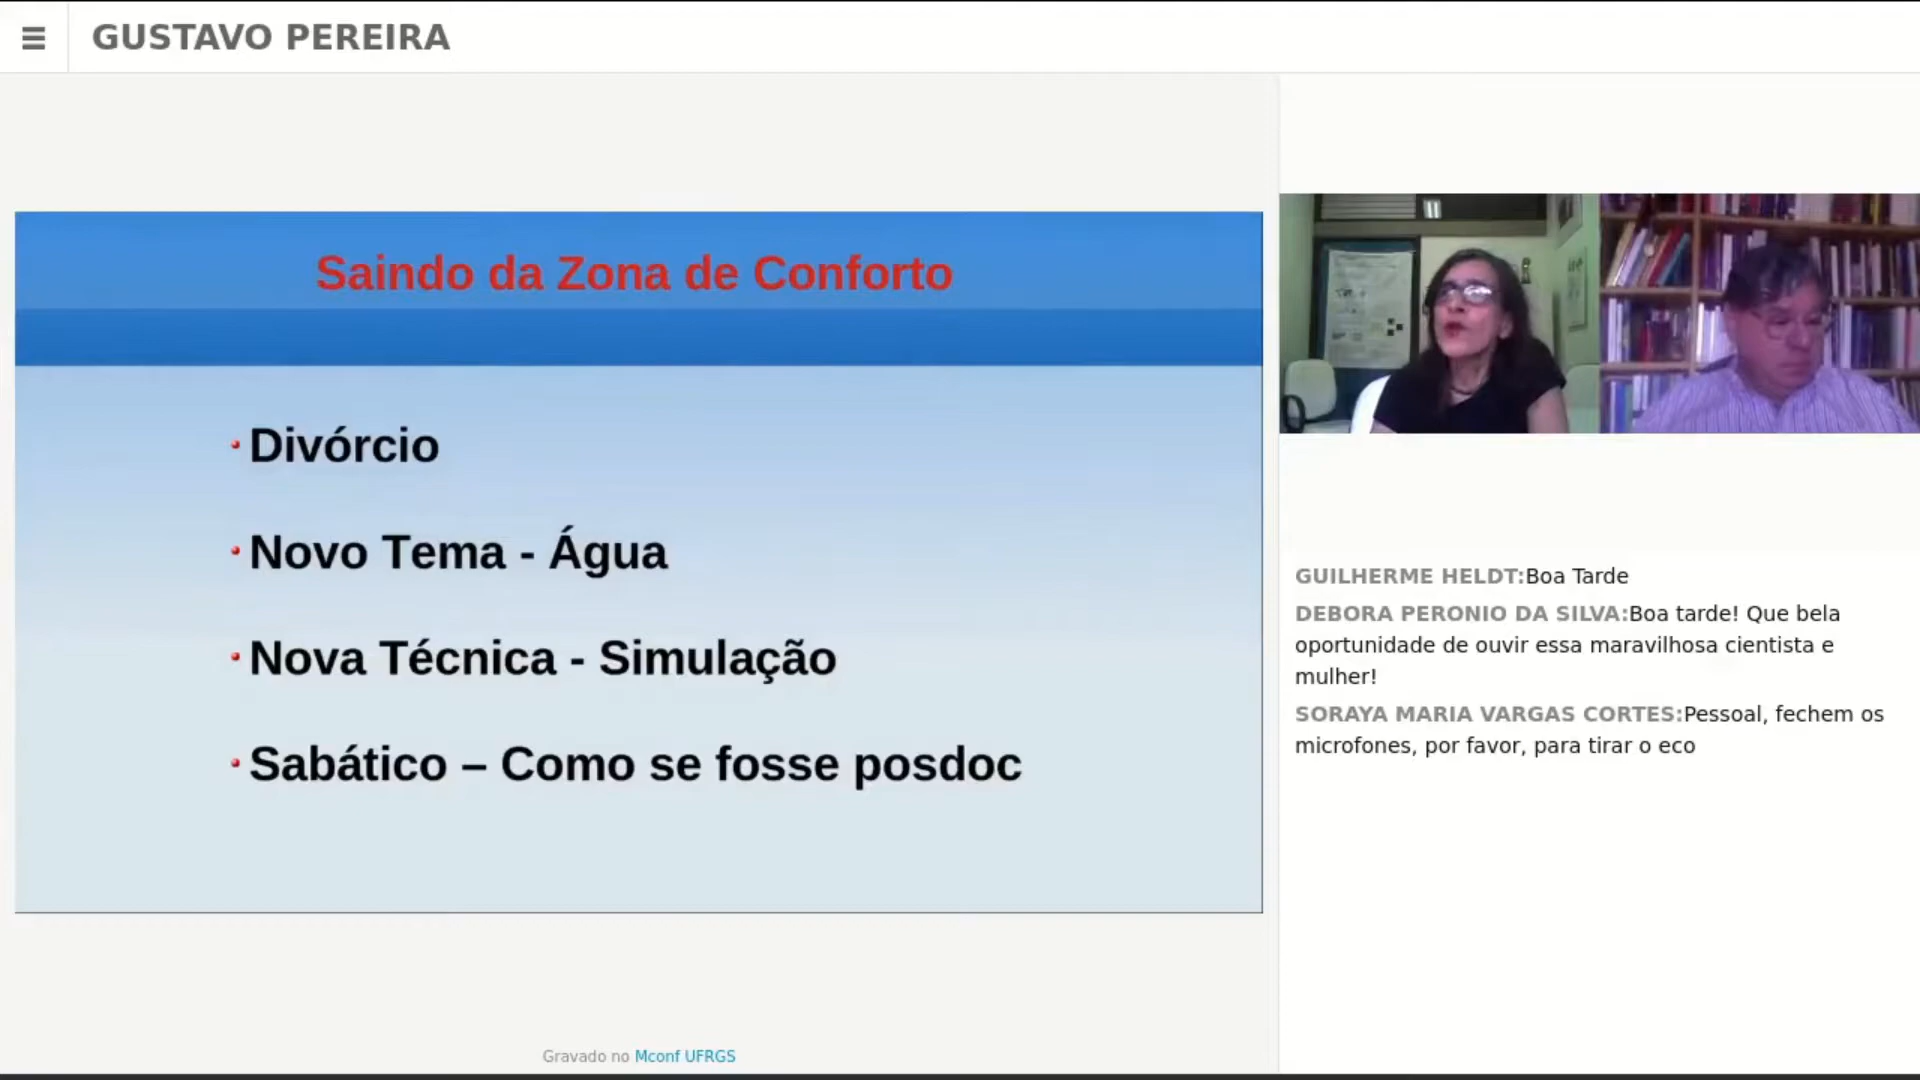 GUSTAVO PEREIRA
Saindo da Zona de Conforto
Divórcio
Novo Tema - Água
Nova Técnica - Simulação
Sabático – Como se fosse posdoc
Gravado no Mconf UFRGS
GUILHERME HELDT:Boa Tarde
DEBORA PERONIO DA SILVA:Boa tarde! Que bela
oportunidade de ouvir essa maravilhosa cientista e
mulher!
SORAYA MARIA VARGAS CORTES:Pessoal, fechem os
microfones, por favor, para tirar o eco